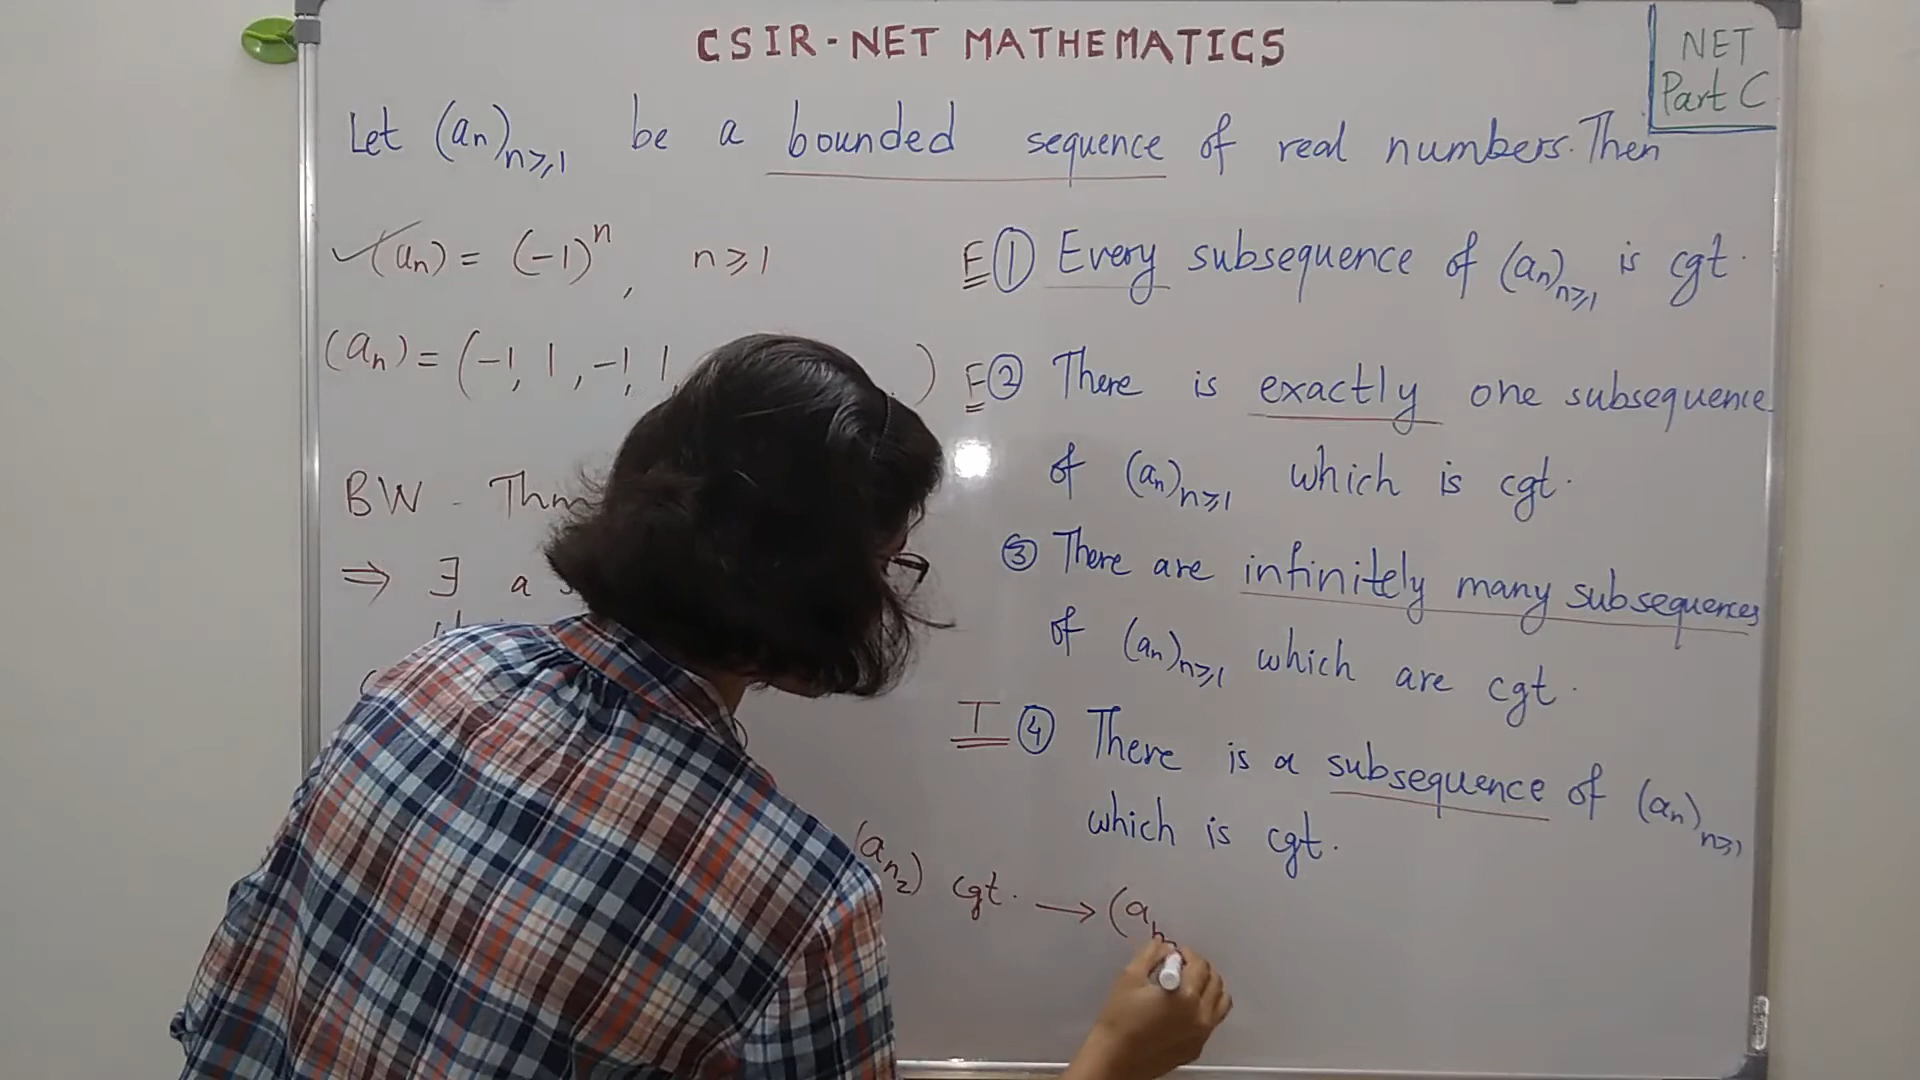 CSIR-NET MATHEMATICS
NET
Part C
Let (aₙ)ₙ≥₁ be a bounded sequence of real numbers. Then
(aₙ) = (-1)ⁿ, n≥1
(aₙ) = (-1, 1, -1, 1, )
BW - Thm
⇒ ∃ a
F ① Every subsequence of (aₙ)ₙ≥₁ is cgt.
F ② There is exactly one subsequence
of (aₙ)ₙ≥₁ which is cgt.
③ There are infinitely many subsequences
of (aₙ)ₙ≥₁ which are cgt.
T ④ There is a subsequence of (aₙ)ₙ≥₁
which is cgt.
(a_{n₂}) cgt. → (aₙ